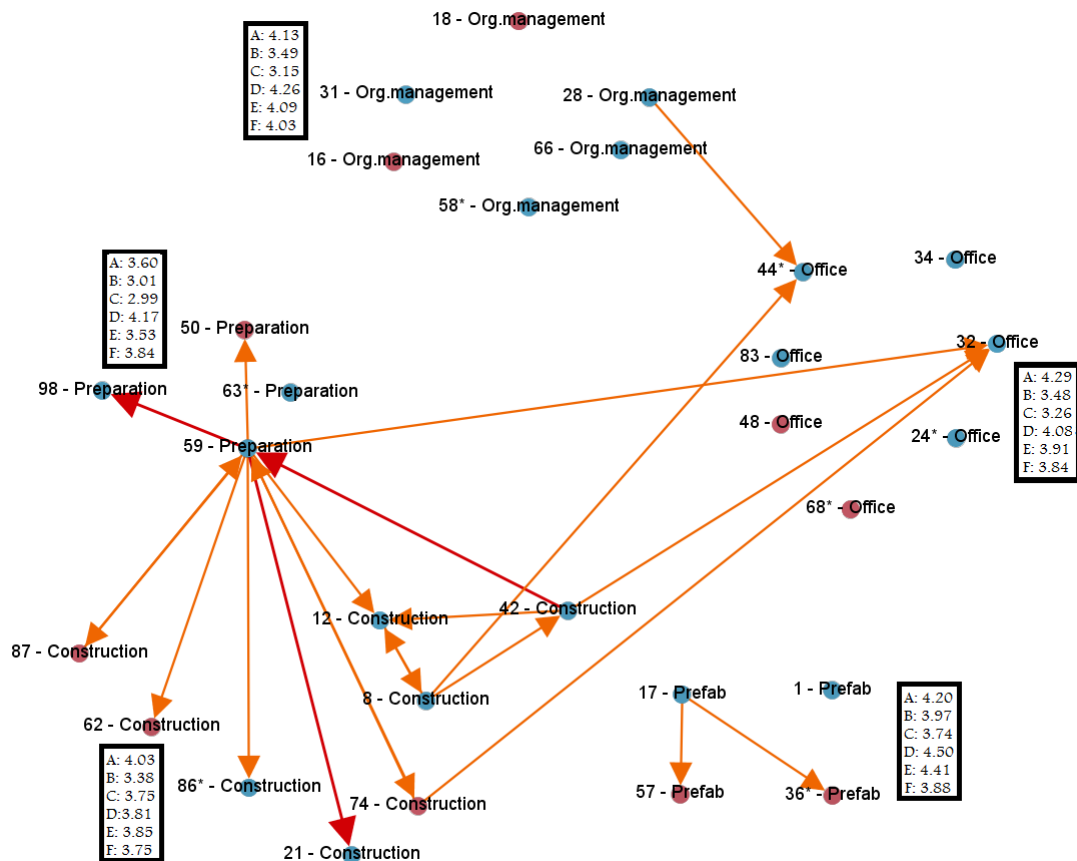 18 - Org.management
A: 4.13
B: 3.49
C: 3.15
D: 4.26
E: 4.09
F: 4.03
31 - Org.management
28 - Org.management
66 - Org.management
16 - Org.management
58* - Org.management
A: 3.60
B: 3.01
C: 2.99
D: 4.17
E: 3.53
F: 3.84
44* - Office
34 - Office
50 - Preparation
83 - Office
32 - Office
98 - Preparation
63* - Preparation
A: 4.29
B: 3.48
C: 3.26
D: 4.08
E: 3.91
F: 3.84
48 - Office
24* - Office
59 - Preparation
68* - Office
12 - Construction
42 - Construction
87 - Construction
8 - Construction
17 - Prefab
1 - Prefab
A: 4.20
B: 3.97
C: 3.74
D: 4.50
E: 4.41
F: 3.88
62 - Construction
A: 4.03
B: 3.38
C: 3.75
D:3.81
E: 3.85
F: 3.75
86* - Construction
74 - Construction
57 - Prefab
36* - Prefab
21 - Construction